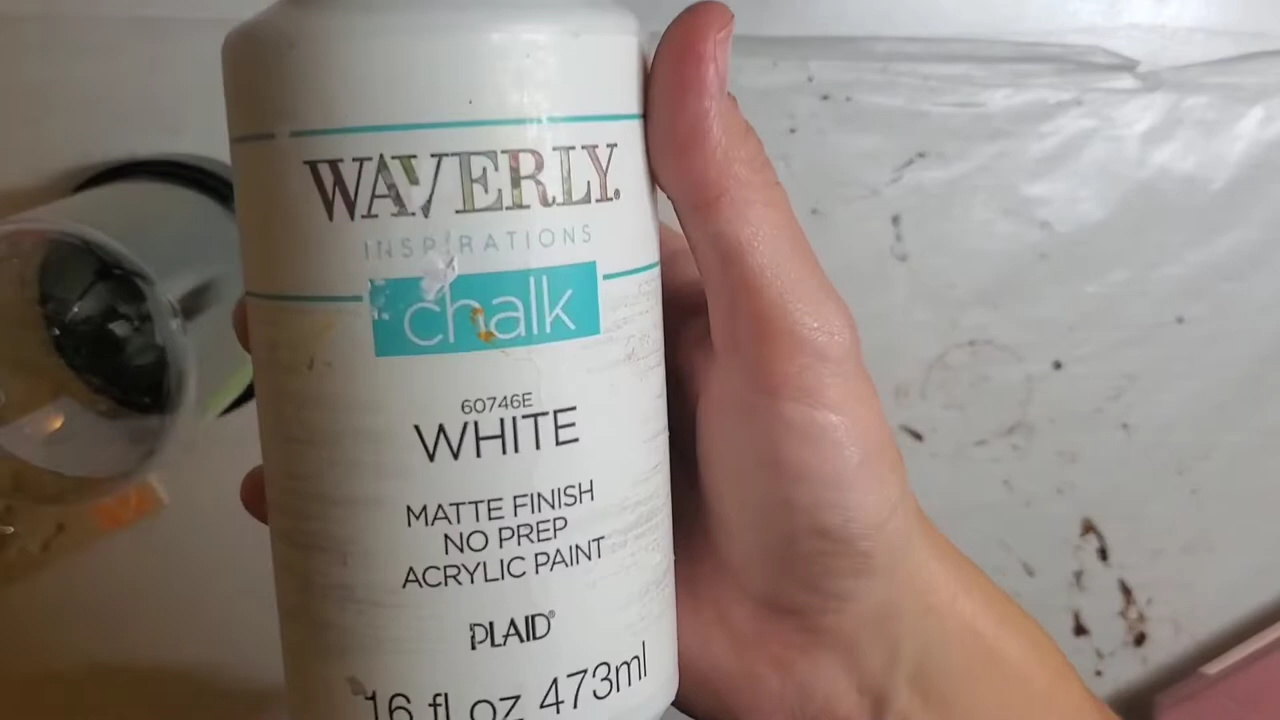 WAVERLY®
INSPIRATIONS
chalk
60746E
WHITE
MATTE FINISH
NO PREP
ACRYLIC PAINT
PLAID®
16 fl oz 473ml